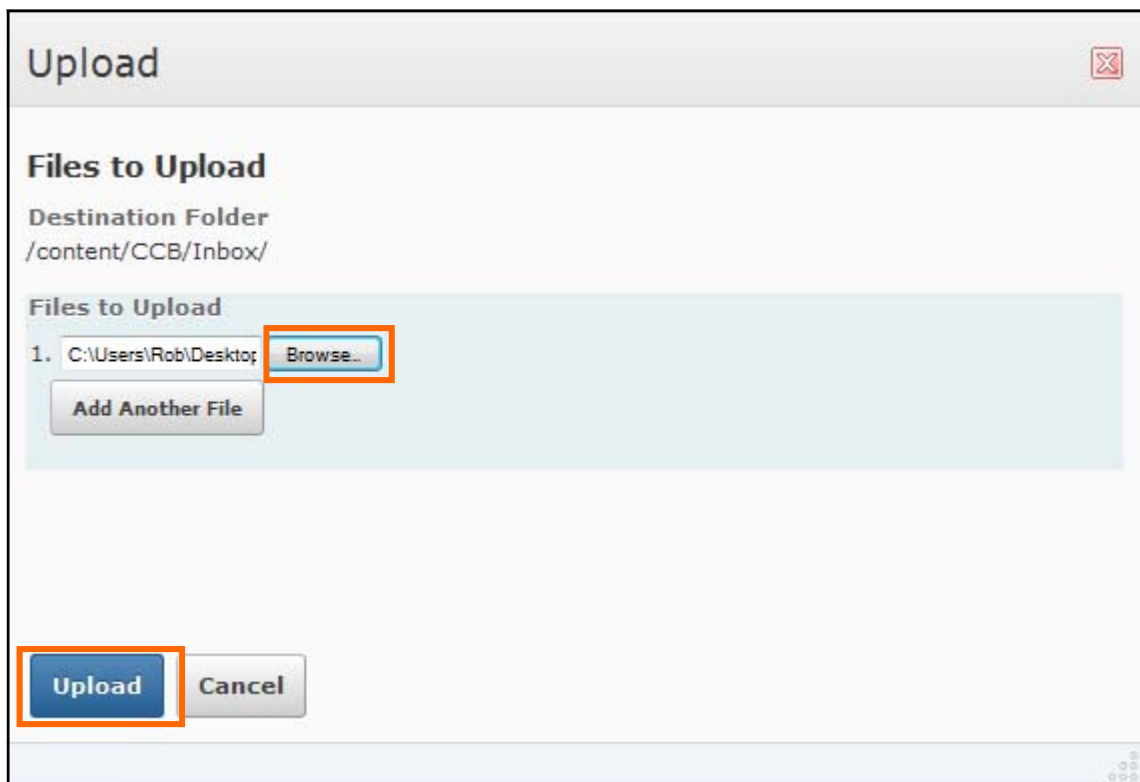 Upload
Files to Upload
Destination Folder
/content/CCB/Inbox/
Files to Upload
1. C:\Users\Rob\Desktop Browse...
Add Another File
Upload Cancel